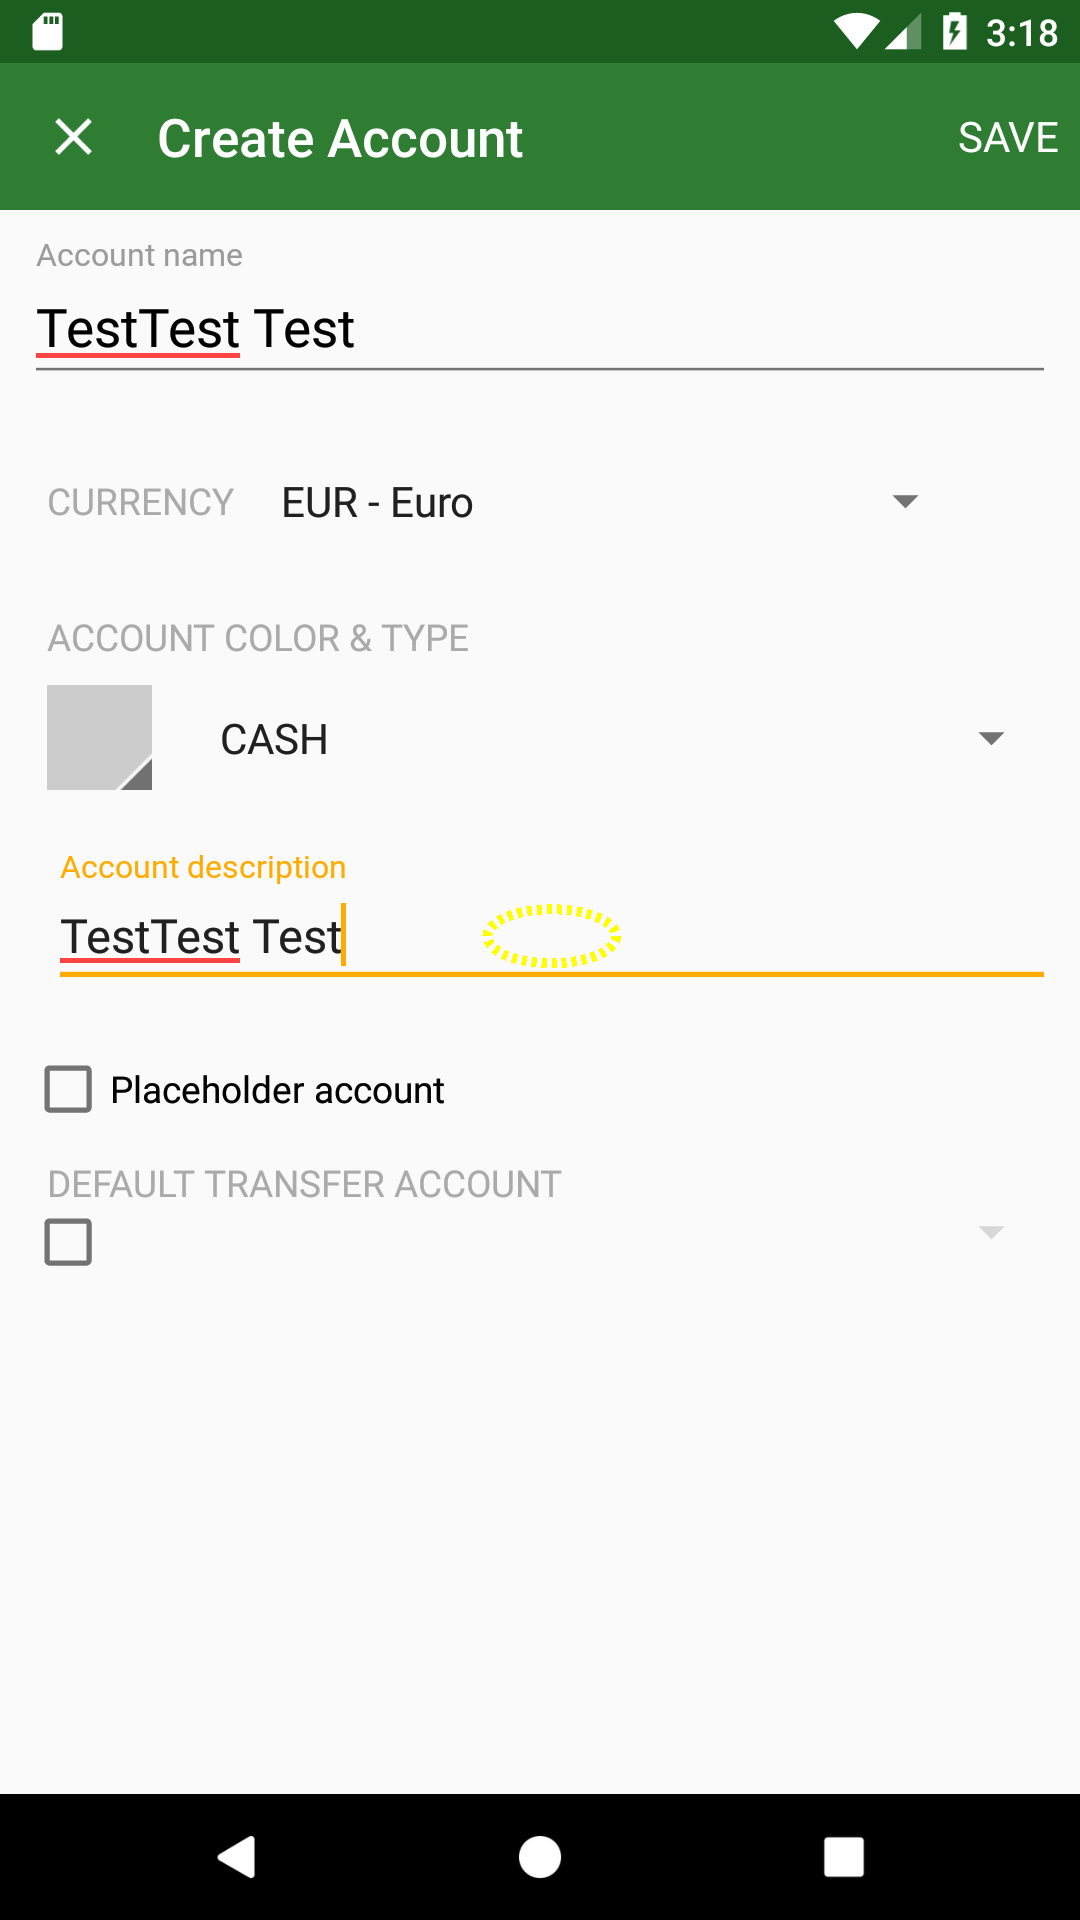 3:18
Create Account
SAVE
Account name
TestTest Test
CURRENCY
EUR - Euro
ACCOUNT COLOR & TYPE
CASH
Account description
TestTest Test
Placeholder account
DEFAULT TRANSFER ACCOUNT